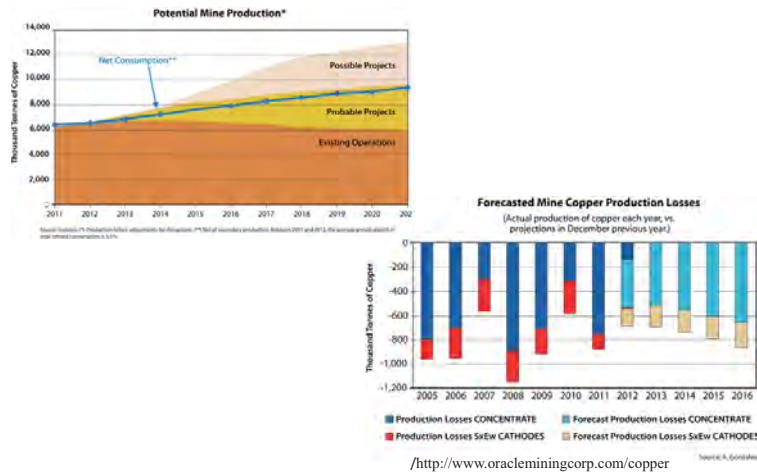 Potential Mine Production*
14,000
12,000
10,000
8,000
6,000
4,000
2,000
0
Thousand Tonnes of Copper
Net Consumption**
Possible Projects
Probable Projects
Existing Operations
2011 2012 2013 2014 2015 2016 2017 2018 2019 2020 202
Forecasted Mine Copper Production Losses
(Actual production of copper each year, vs.
projections in December previous year.)
0
-200
-400
-600
-800
-1,000
-1,200
Thousand Tonnes of Copper
2005 2006 2007 2008 2009 2010 2011 2012 2013 2014 2015 2016
Production Losses CONCENTRATE
Forecast Production Losses CONCENTRATE
Production Losses SxEw CATHODES
Forecast Production Losses SxEw CATHODES
/http://www.oracleminingcorp.com/copper